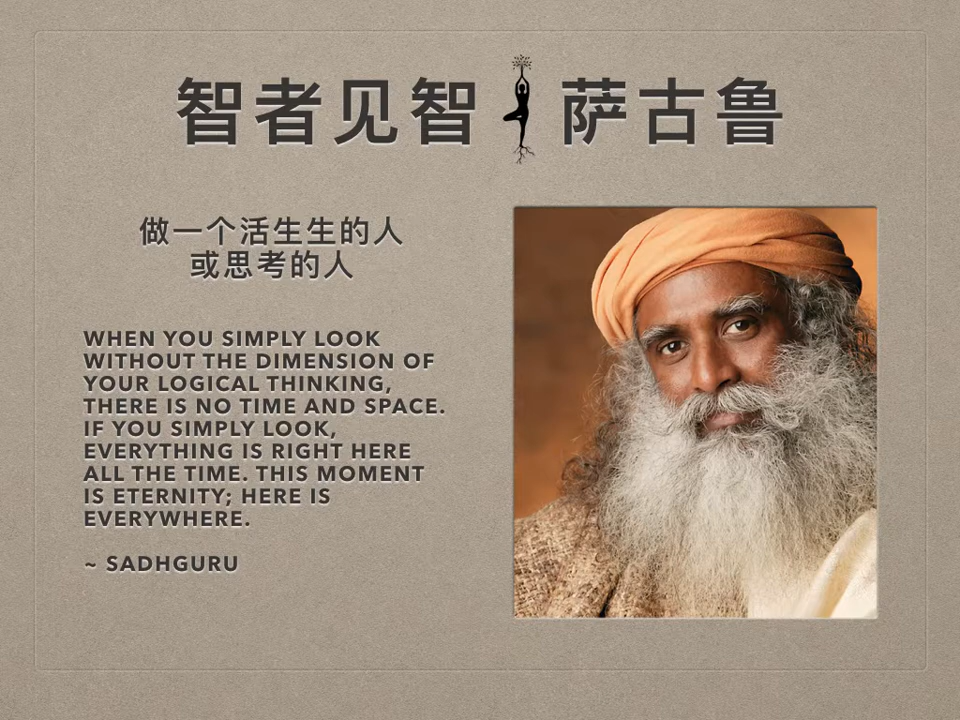 智者见智 萨古鲁
做一个活生生的人
或思考的人
WHEN YOU SIMPLY LOOK
WITHOUT THE DIMENSION OF
YOUR LOGICAL THINKING,
THERE IS NO TIME AND SPACE.
IF YOU SIMPLY LOOK,
EVERYTHING IS RIGHT HERE
ALL THE TIME. THIS MOMENT
IS ETERNITY; HERE IS
EVERYWHERE.
~ SADHGURU